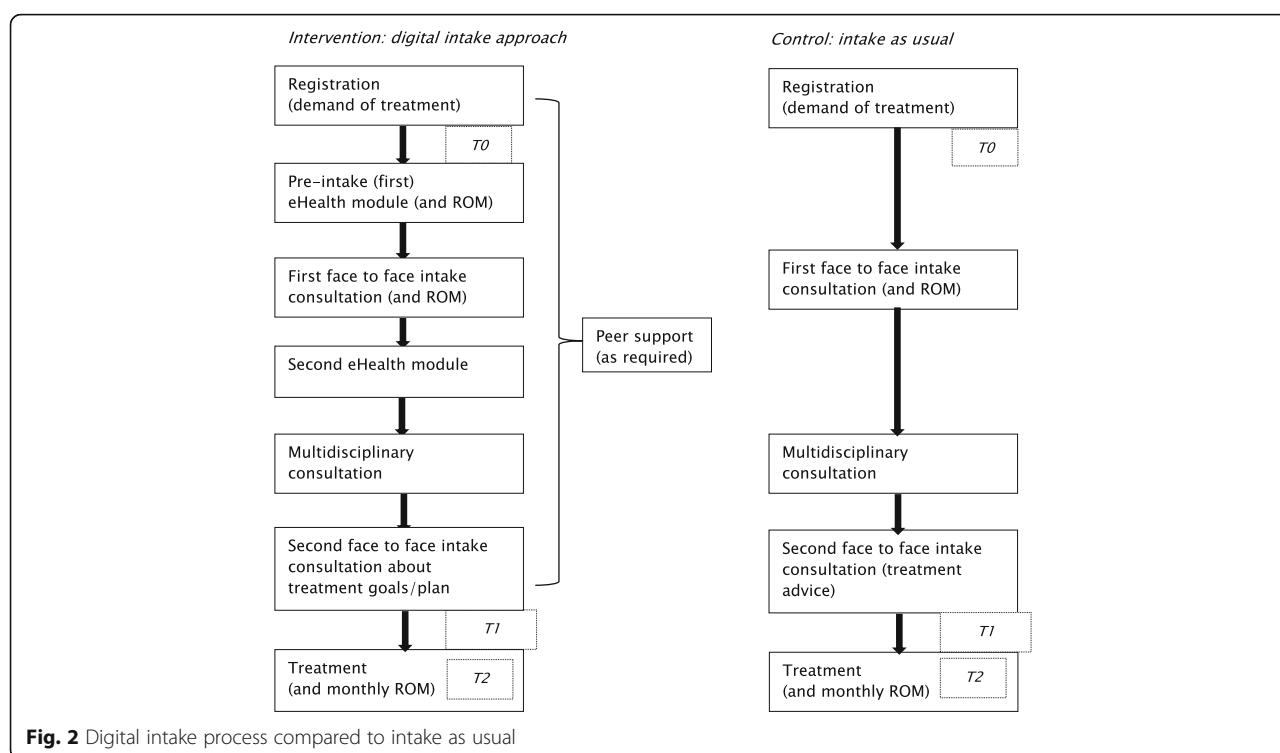 Intervention: digital intake approach
Registration
(demand of treatment)
T0
Pre-intake (first)
eHealth module (and ROM)
First face to face intake
consultation (and ROM)
Second eHealth module
Multidisciplinary
consultation
Second face to face intake
consultation about
treatment goals/plan
T1
Treatment
(and monthly ROM)
T2
Peer support
(as required)
Control: intake as usual
Registration
(demand of treatment)
T0
First face to face intake
consultation (and ROM)
Multidisciplinary
consultation
Second face to face intake
consultation (treatment
advice)
T1
Treatment
(and monthly ROM)
T2
Fig. 2 Digital intake process compared to intake as usual